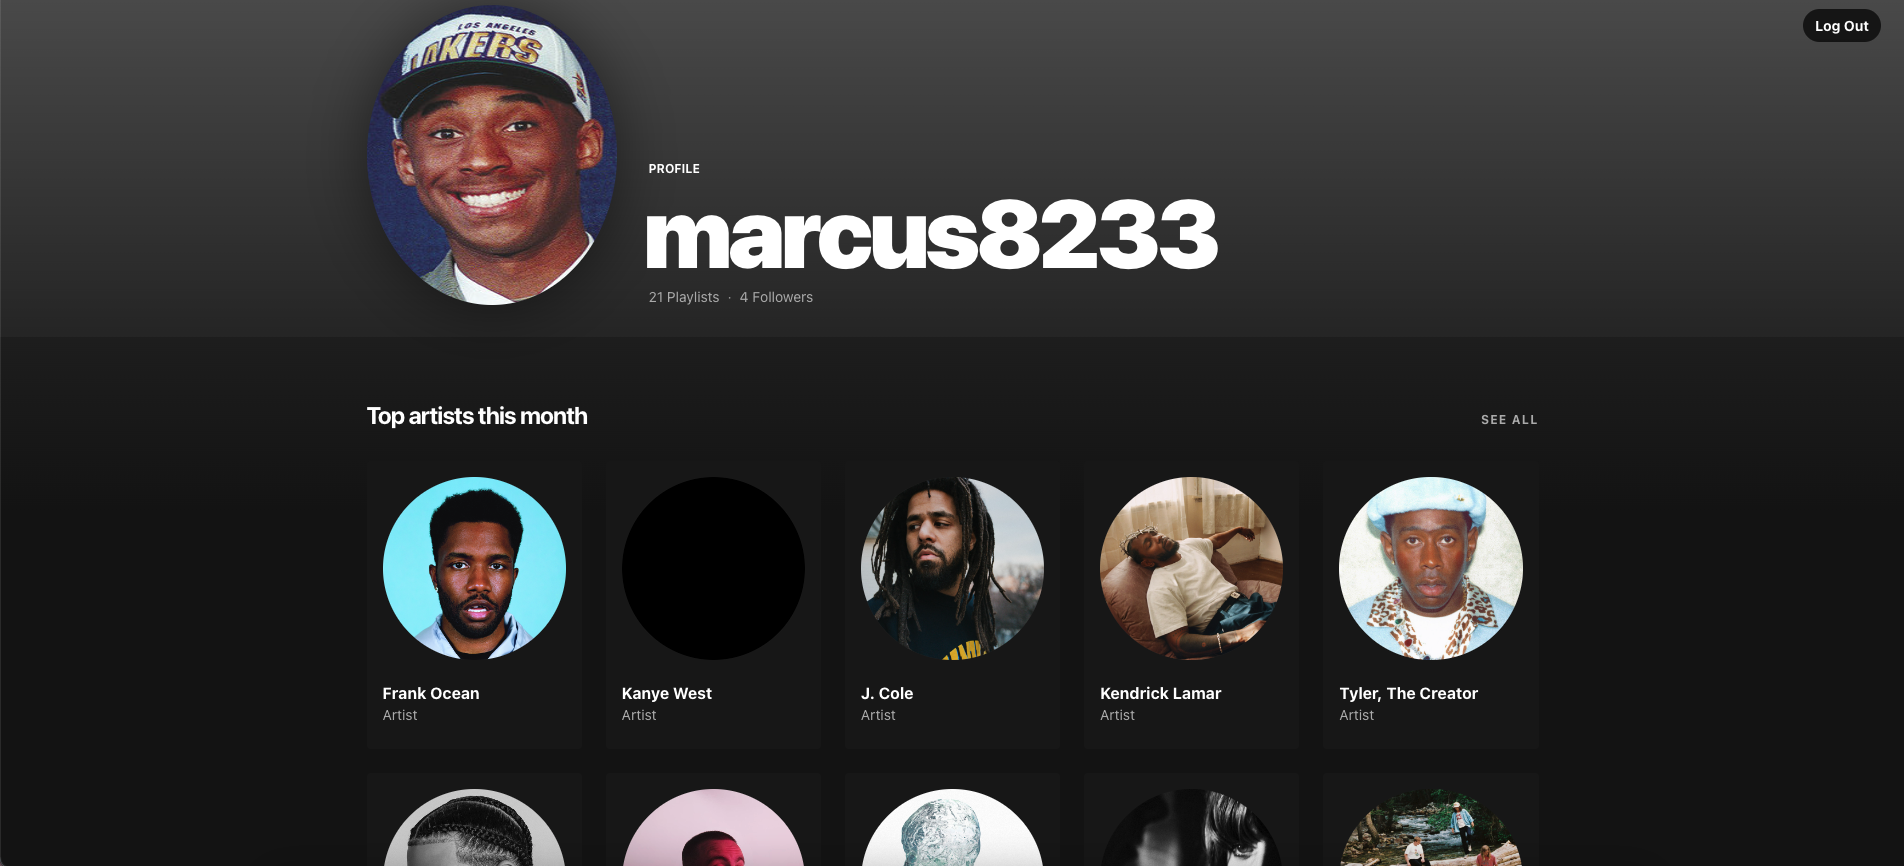 LOS ANGELES
LAKERS
Log Out
PROFILE
marcus8233
21 Playlists · 4 Followers
Top artists this month
SEE ALL
Frank Ocean
Artist
Kanye West
Artist
J. Cole
Artist
Kendrick Lamar
Artist
Tyler, The Creator
Artist